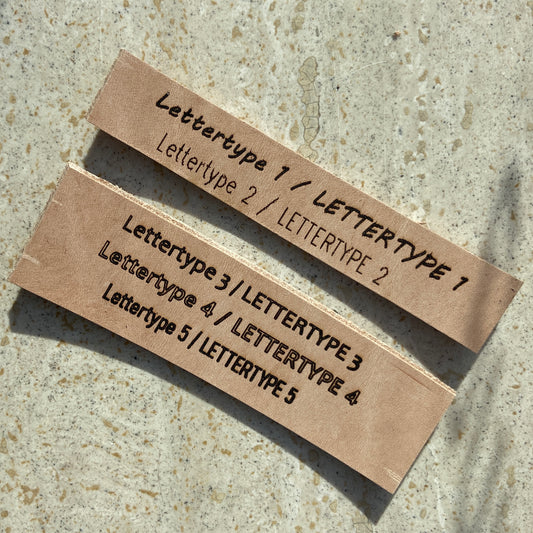 Lettertype 1 / LETTERTYPE 1
Lettertype 2 / LETTERTYPE 2
Lettertype 3 / LETTERTYPE 3
Lettertype 4 / LETTERTYPE 4
Lettertype 5 / LETTERTYPE 5